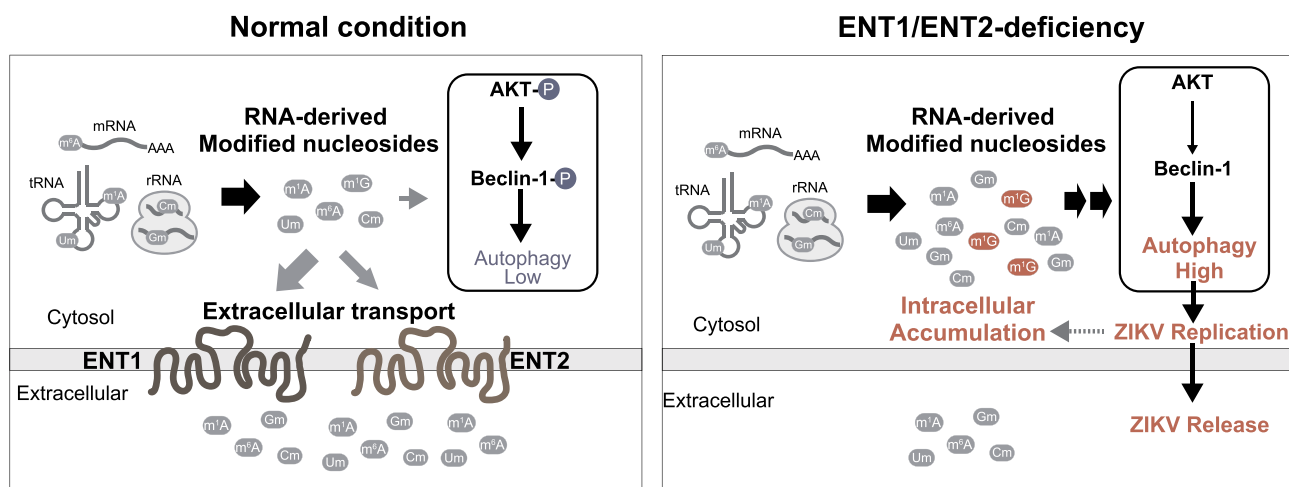 Normal condition
mRNA
m⁶A
AAA
tRNA
m¹A
Um
rRNA
Cm
Gm
RNA-derived
Modified nucleosides
m¹A
m¹G
m⁶A
Um
Cm
AKT-P
Beclin-1-P
Autophagy
Low
Extracellular transport
Cytosol
ENT1
ENT2
Extracellular
m¹A
Gm
m¹A
Gm
m¹A
m⁶A
Cm
Um
m⁶A
Cm
Um
m⁶A
ENT1/ENT2-deficiency
mRNA
m⁶A
AAA
tRNA
m¹A
Um
rRNA
Cm
Gm
RNA-derived
Modified nucleosides
Gm
m¹A
m¹G
m⁶A
Cm
Um
m¹G
m¹A
Gm
m¹G
Gm
Cm
AKT
Beclin-1
Autophagy
High
Intracellular
Accumulation
Cytosol
ZIKV Replication
Extracellular
m¹A
Gm
m⁶A
Um
Cm
ZIKV Release